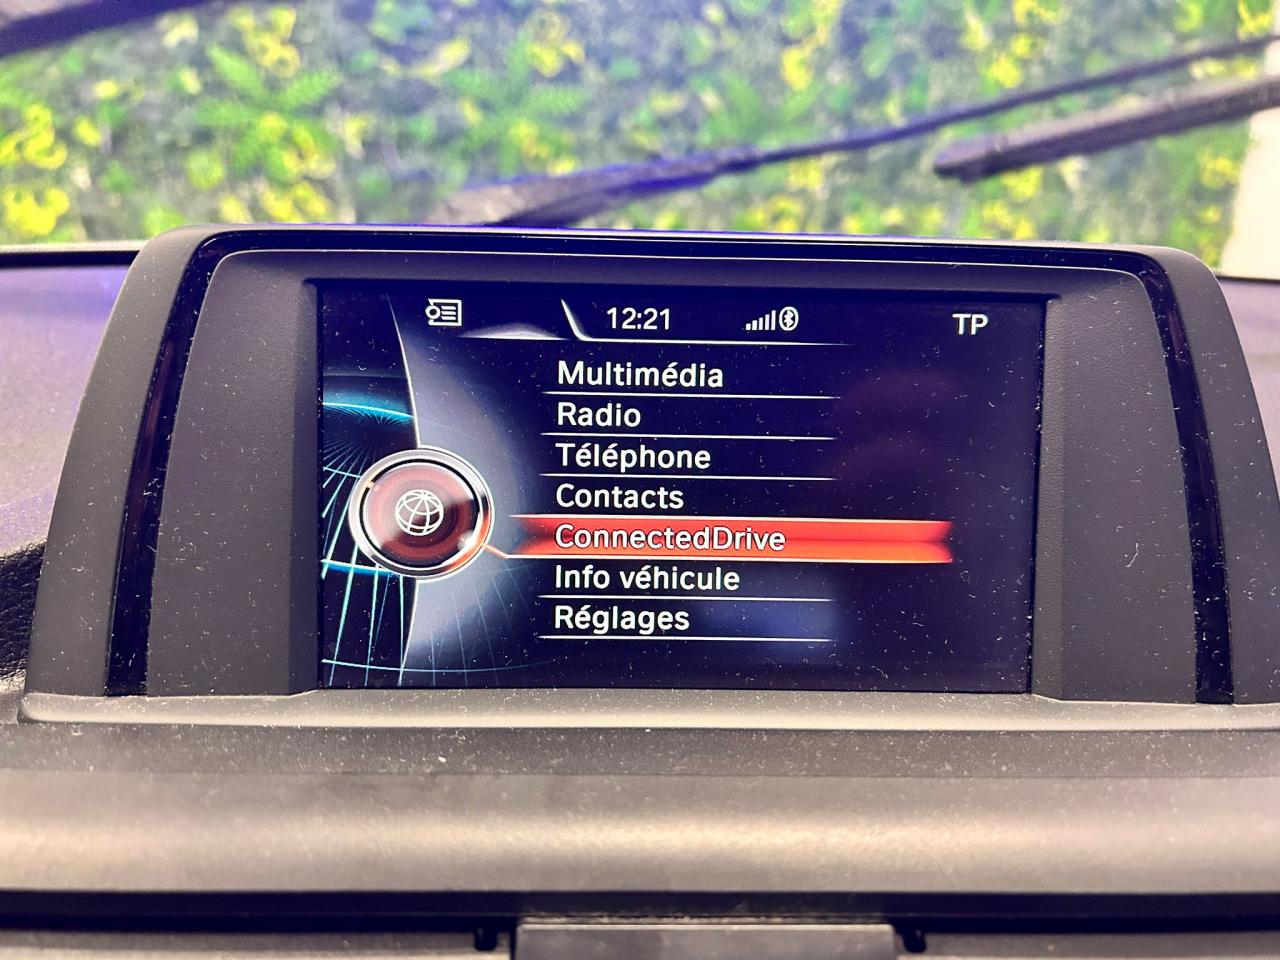 12:21
TP
Multimédia
Radio
Téléphone
Contacts
ConnectedDrive
Info véhicule
Réglages